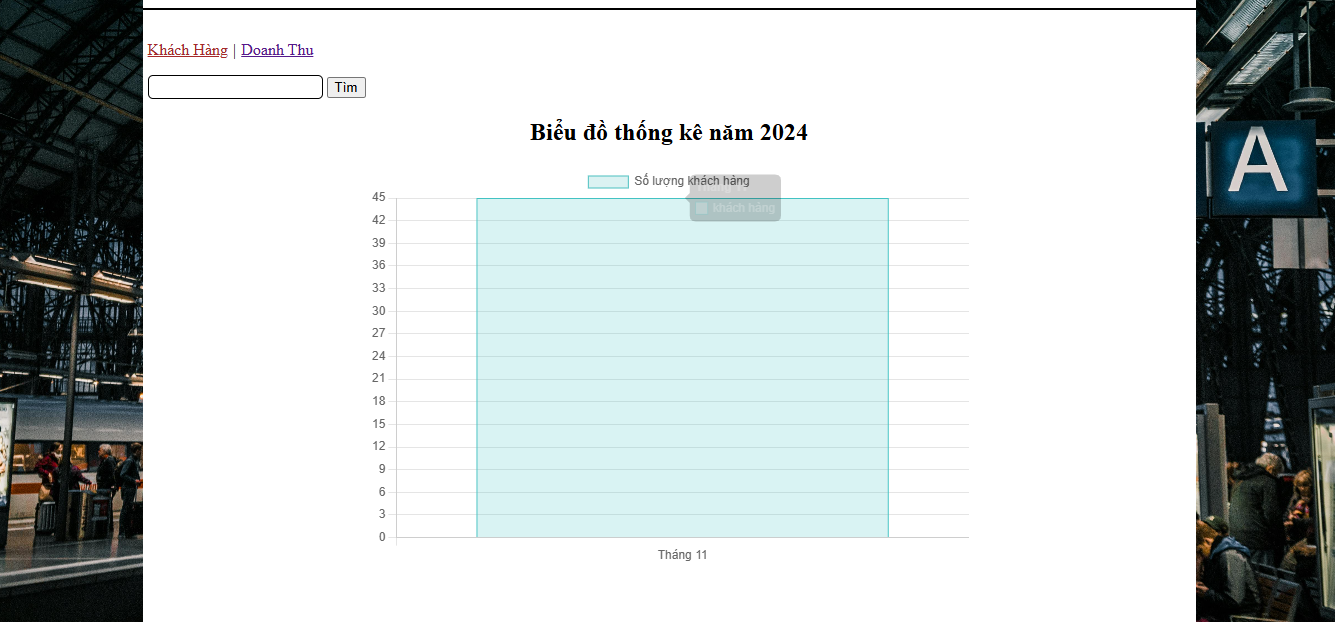 Khách Hàng | Doanh Thu
Tìm
Biểu đồ thống kê năm 2024
Số lượng khách hàng
khách hàng
45
42
39
36
33
30
27
24
21
18
15
12
9
6
3
0
Tháng 11
A